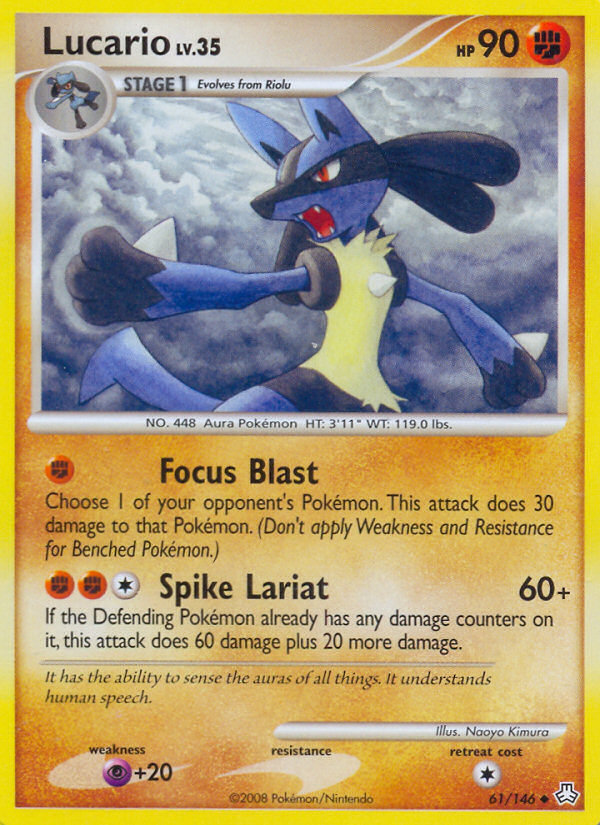 Lucario LV.35 HP 90
STAGE 1 Evolves from Riolu
NO. 448 Aura Pokémon HT: 3'11" WT: 119.0 lbs.
Focus Blast
Choose 1 of your opponent's Pokémon. This attack does 30
damage to that Pokémon. (Don't apply Weakness and Resistance
for Benched Pokémon.)
Spike Lariat 60+
If the Defending Pokémon already has any damage counters on
it, this attack does 60 damage plus 20 more damage.
It has the ability to sense the auras of all things. It understands
human speech.
Illus. Naoyo Kimura
weakness resistance retreat cost
+20
©2008 Pokémon/Nintendo 61/146